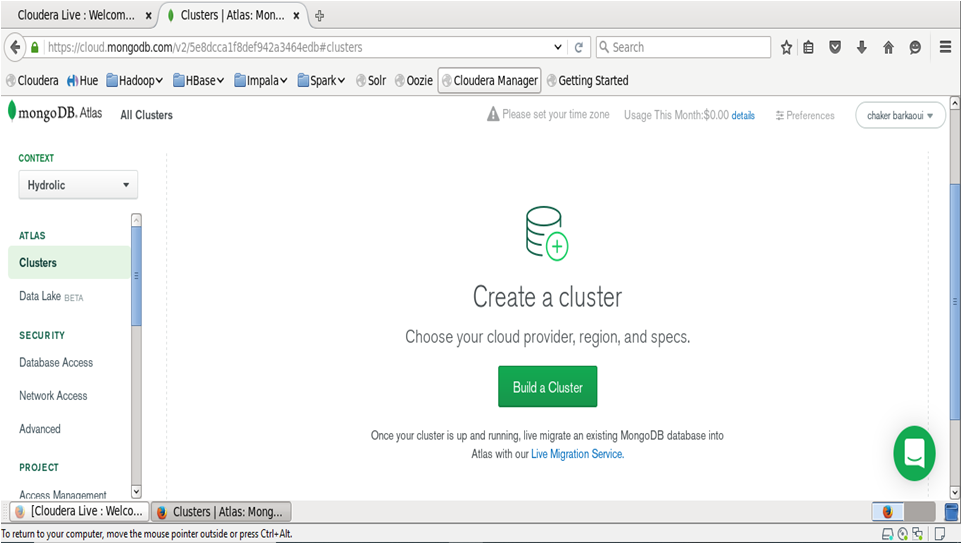 Cloudera Live : Welcom... × Clusters | Atlas: Mon... ×
https://cloud.mongodb.com/v2/5e8dcca1f8def942a3464edb#clusters Search
Cloudera Hue Hadoop HBase Impala Spark Solr Oozie Cloudera Manager Getting Started
mongoDB. Atlas All Clusters Please set your time zone Usage This Month:$0.00 details Preferences chaker barkaoui
CONTEXT
Hydrolic
ATLAS
Clusters
Data Lake BETA
SECURITY
Database Access
Network Access
Advanced
PROJECT
Access Management
Create a cluster
Choose your cloud provider, region, and specs.
Build a Cluster
Once your cluster is up and running, live migrate an existing MongoDB database into
Atlas with our Live Migration Service.
[Cloudera Live : Welco... Clusters | Atlas: Mong...
To return to your computer, move the mouse pointer outside or press Ctrl+Alt.